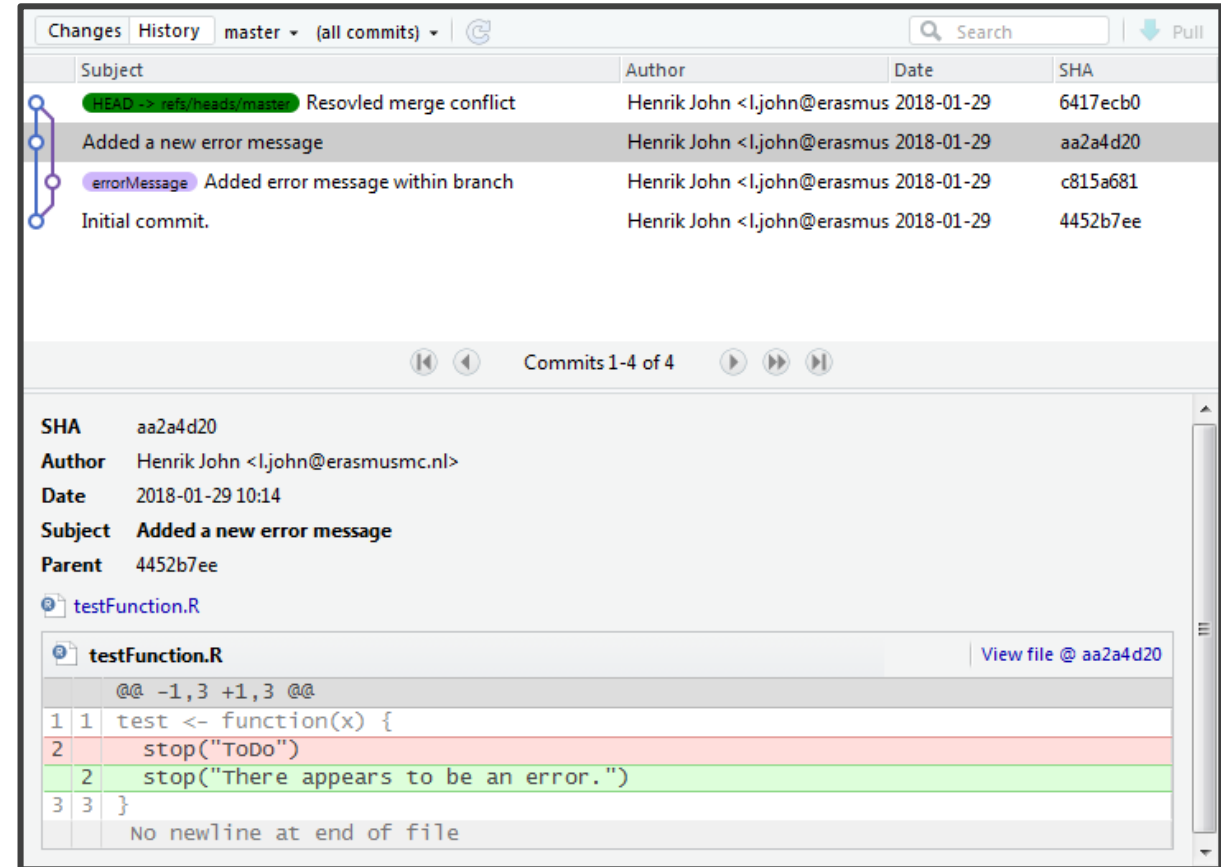 Changes History master (all commits) Search Pull
Subject Author Date SHA
HEAD -> refs/heads/master Resovled merge conflict Henrik John <l.john@erasmus 2018-01-29 6417ecb0
Added a new error message Henrik John <l.john@erasmus 2018-01-29 aa2a4d20
errorMessage Added error message within branch Henrik John <l.john@erasmus 2018-01-29 c815a681
Initial commit. Henrik John <l.john@erasmus 2018-01-29 4452b7ee
Commits 1-4 of 4
SHA aa2a4d20
Author Henrik John <l.john@erasmusmc.nl>
Date 2018-01-29 10:14
Subject Added a new error message
Parent 4452b7ee
testFunction.R
testFunction.R View file @ aa2a4d20
@@ -1,3 +1,3 @@
1 1 test <- function(x) {
2 stop("ToDo")
2 stop("There appears to be an error.")
3 3 }
No newline at end of file